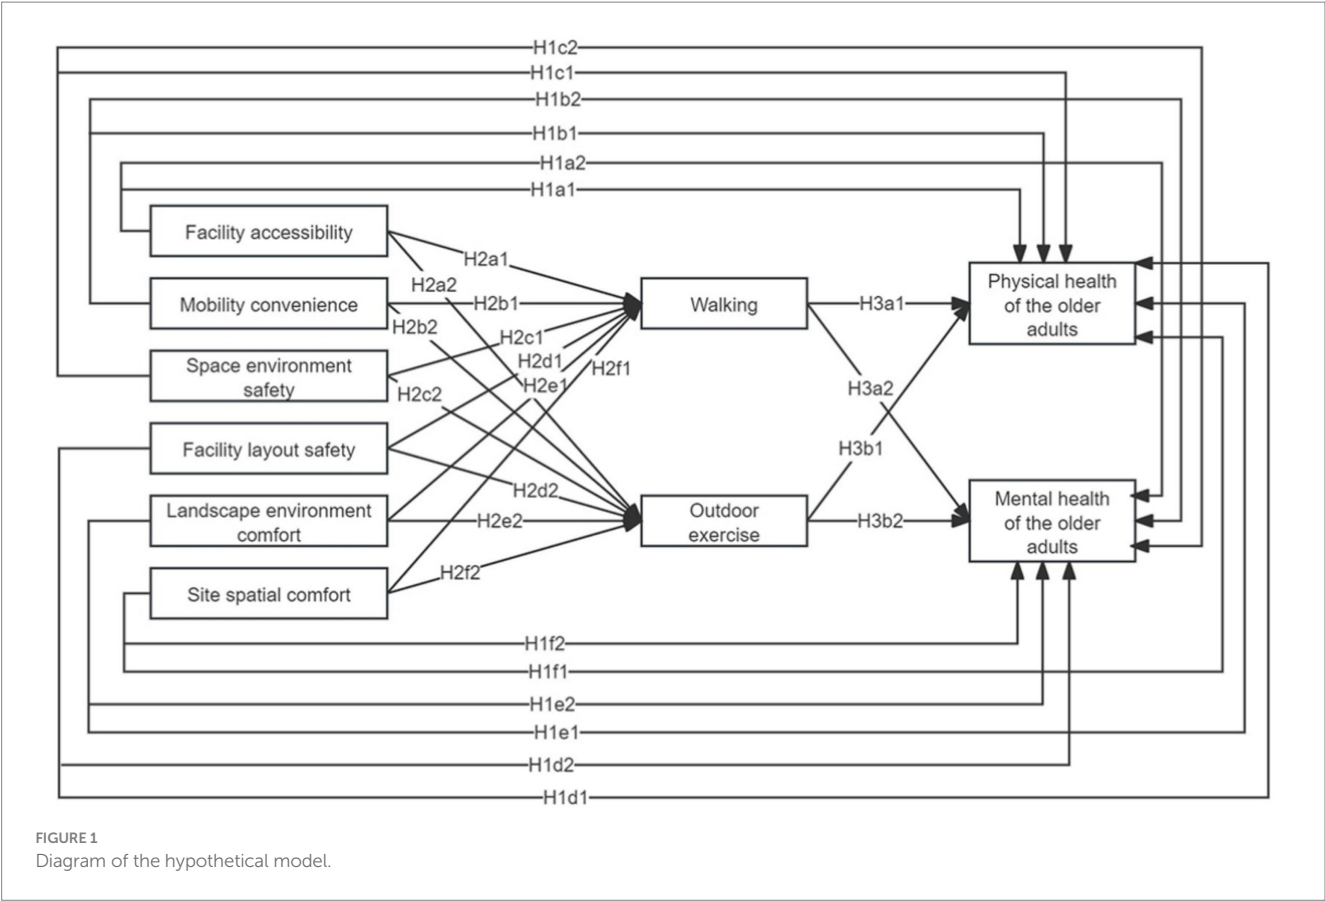 H1c2
H1c1
H1b2
H1b1
H1a2
H1a1
Facility accessibility
H2a1
H2a2
Mobility convenience
H2b1
H2b2
Walking
H3a1
Physical health
of the older
adults
H2c1
Space environment
safety
H2d1
H2f1
H2e1
H2c2
H3a2
Facility layout safety
H3b1
H2d2
Landscape environment
comfort
H2e2
Outdoor
exercise
H3b2
Mental health
of the older
adults
H2f2
Site spatial comfort
H1f2
H1f1
H1e2
H1e1
H1d2
H1d1
FIGURE 1
Diagram of the hypothetical model.